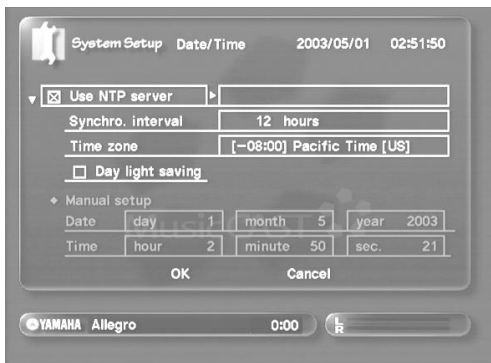 System Setup Date/Time 2003/05/01 02:51:50
Use NTP server
Synchro. interval 12 hours
Time zone [-08:00] Pacific Time [US]
Day light saving
Manual setup
Date day 1 month 5 year 2003
Time hour 2 minute 50 sec. 21
MusicCAST
OK Cancel
YAMAHA Allegro 0:00 L R